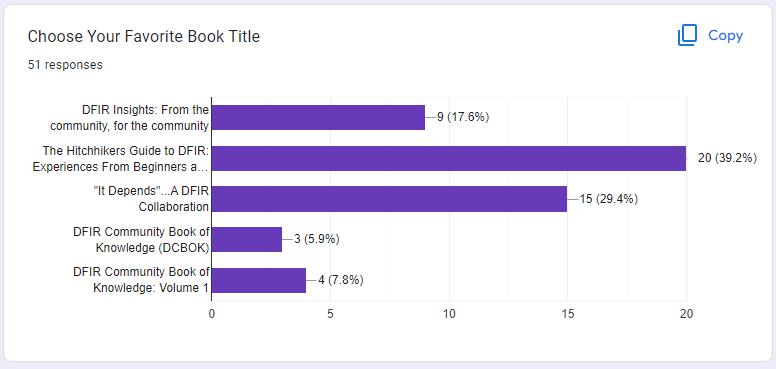 Choose Your Favorite Book Title
Copy
51 responses
DFIR Insights: From the
community, for the community
9 (17.6%)
The Hitchhikers Guide to DFIR:
Experiences From Beginners a…
20 (39.2%)
"It Depends"...A DFIR
Collaboration
15 (29.4%)
DFIR Community Book of
Knowledge (DCBOK)
3 (5.9%)
DFIR Community Book of
Knowledge: Volume 1
4 (7.8%)
0 5 10 15 20